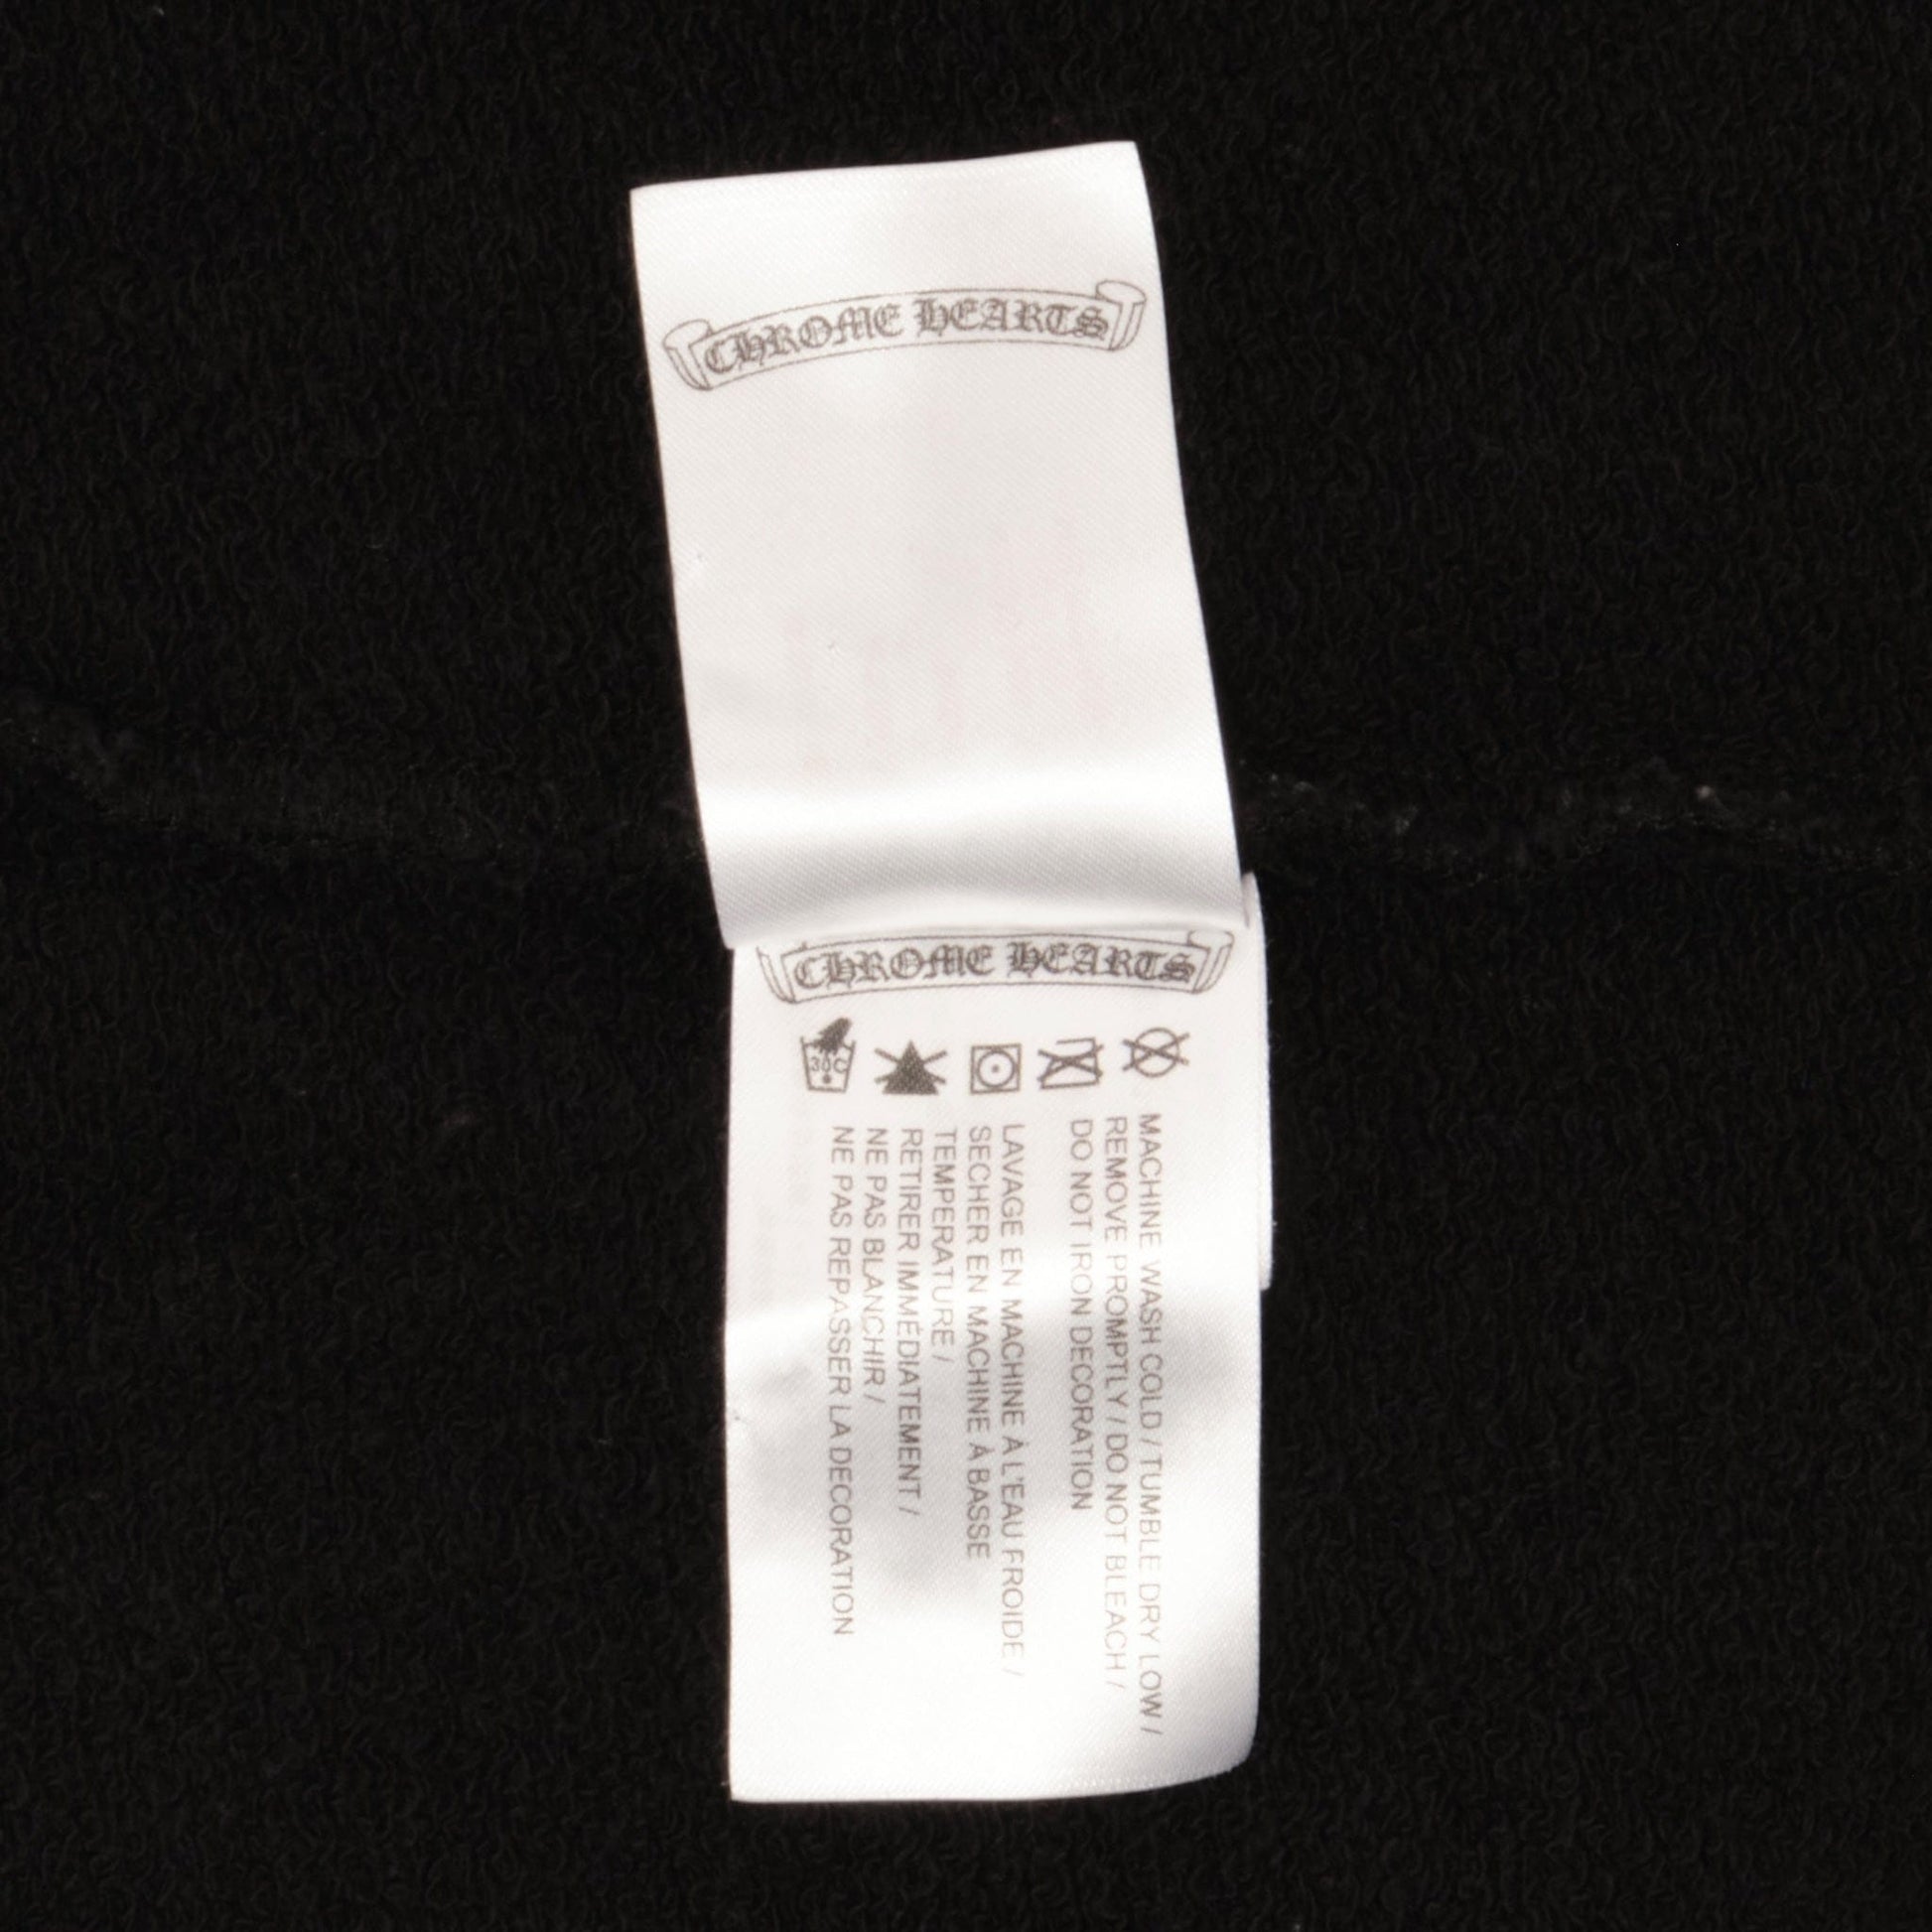 CHROME HEARTS
CHROME HEARTS
30°
MACHINE WASH COLD / TUMBLE DRY LOW /
REMOVE PROMPTLY / DO NOT BLEACH /
DO NOT IRON DECORATION
LAVAGE EN MACHINE À L'EAU FROIDE /
SECHER EN MACHINE À BASSE
TEMPERATURE /
RETIRER IMMÉDIATEMENT /
NE PAS BLANCHIR /
NE PAS REPASSER LA DECORATION